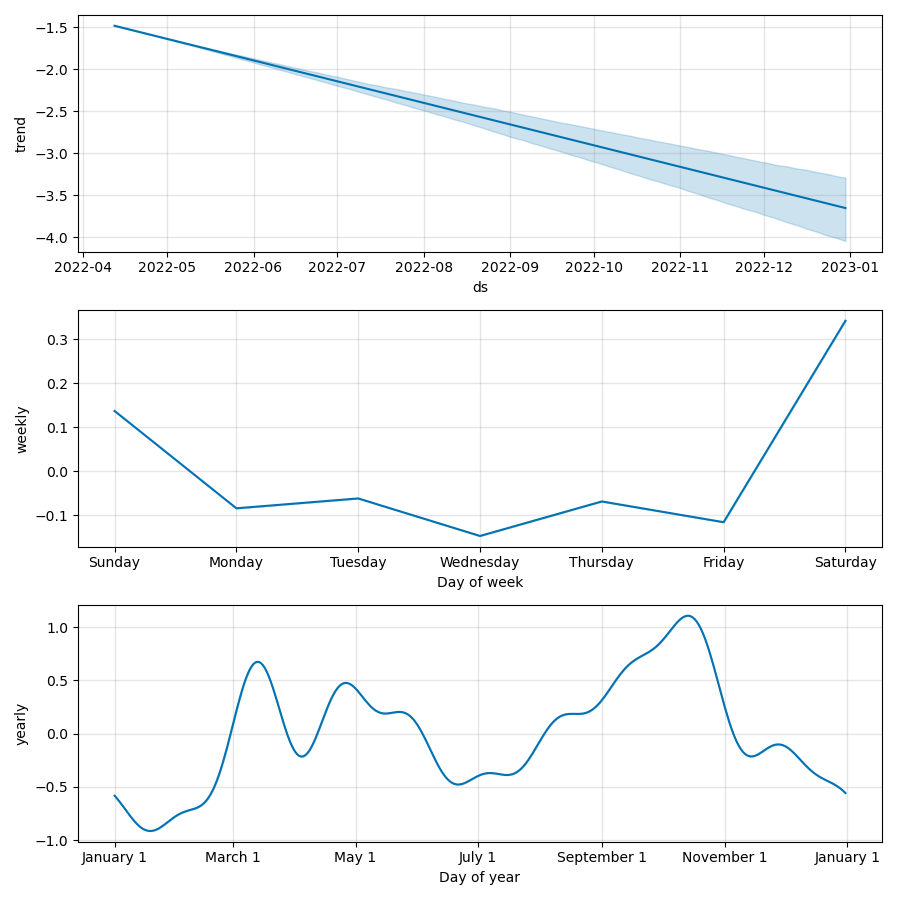 −1.5
−2.0
−2.5
−3.0
−3.5
−4.0
trend
2022-04 2022-05 2022-06 2022-07 2022-08 2022-09 2022-10 2022-11 2022-12 2023-01
ds
0.3
0.2
0.1
0.0
−0.1
weekly
Sunday Monday Tuesday Wednesday Thursday Friday Saturday
Day of week
1.0
0.5
0.0
−0.5
−1.0
yearly
January 1 March 1 May 1 July 1 September 1 November 1 January 1
Day of year